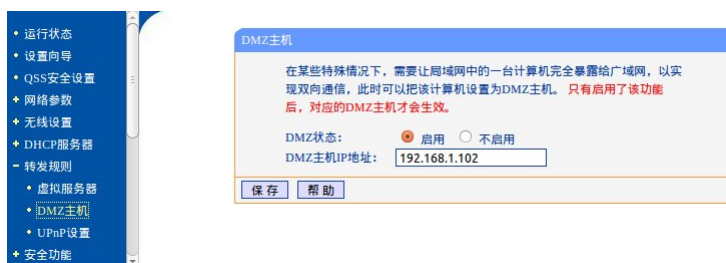 运行状态
设置向导
QSS安全设置
网络参数
无线设置
DHCP服务器
转发规则
虚拟服务器
DMZ主机
UPnP设置
安全功能
DMZ主机
在某些特殊情况下，需要让局域网中的一台计算机完全暴露给广域网，以实
现双向通信，此时可以把该计算机设置为DMZ主机。 只有启用了该功能
后，对应的DMZ主机才会生效。
DMZ状态： 启用 不启用
DMZ主机IP地址： 192.168.1.102
保 存 帮 助